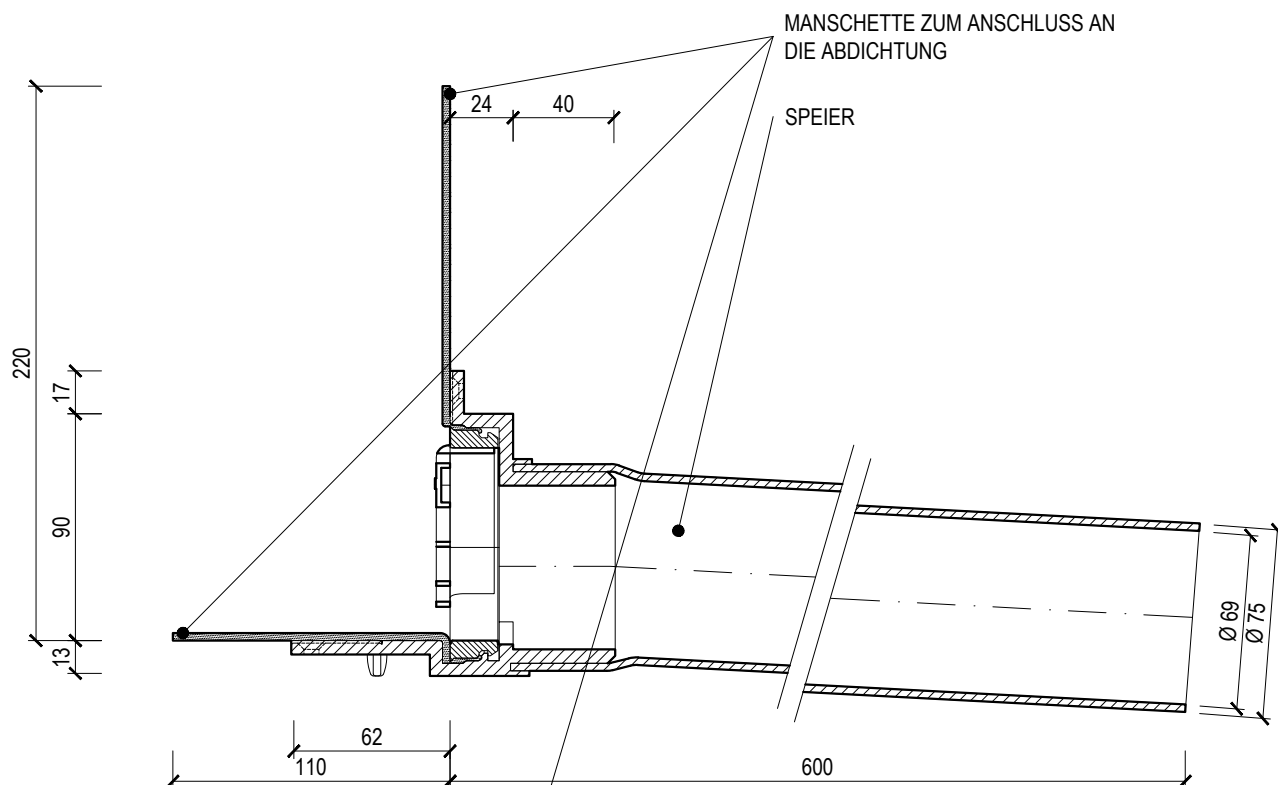 MANSCHETTE ZUM ANSCHLUSS AN
DIE ABDICHTUNG
SPEIER
24
40
220
17
90
13
62
110
600
Ø 69
Ø 75